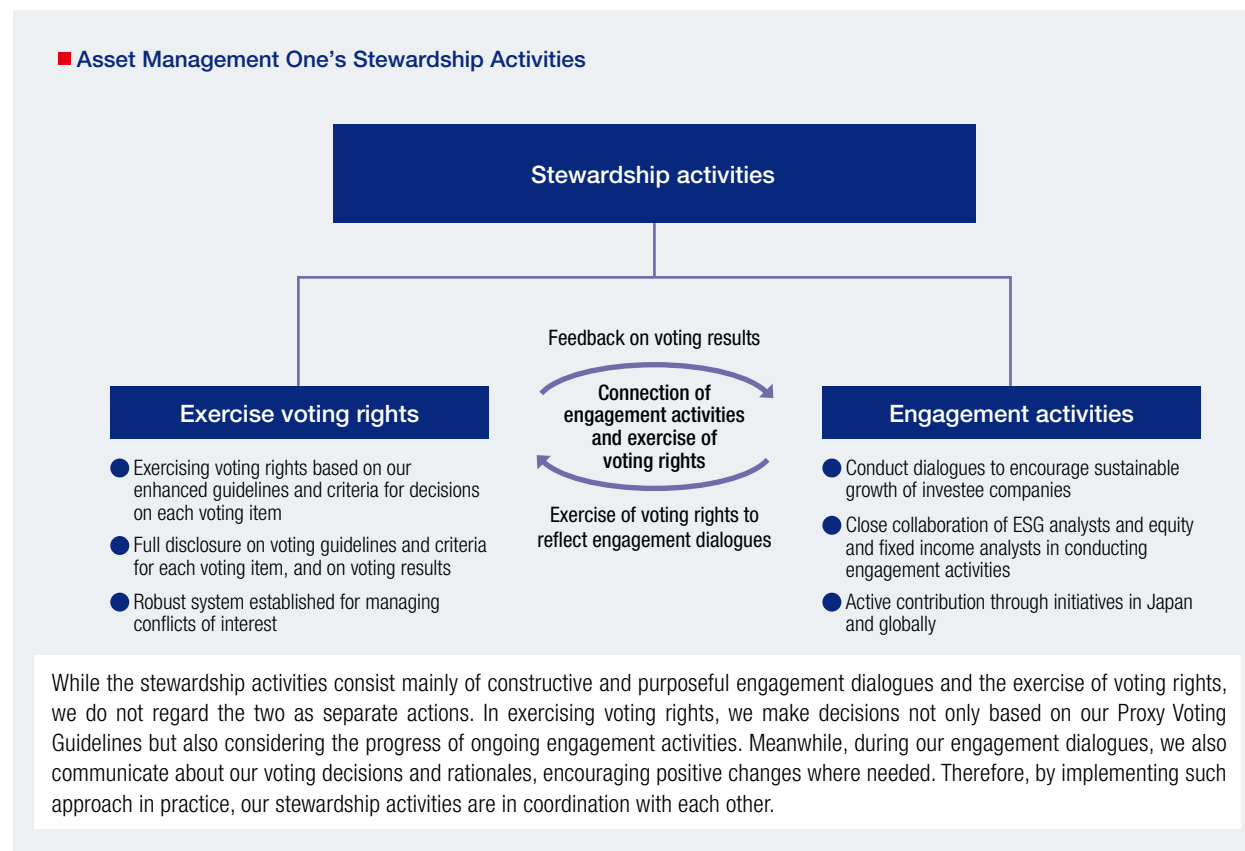 Asset Management One's Stewardship Activities
Stewardship activities
Feedback on voting results
Connection of
engagement activities
and exercise of
voting rights
Exercise of voting rights to
reflect engagement dialogues
Exercise voting rights
Exercising voting rights based on our
enhanced guidelines and criteria for decisions
on each voting item
Full disclosure on voting guidelines and criteria
for each voting item, and on voting results
Robust system established for managing
conflicts of interest
Engagement activities
Conduct dialogues to encourage sustainable
growth of investee companies
Close collaboration of ESG analysts and equity
and fixed income analysts in conducting
engagement activities
Active contribution through initiatives in Japan
and globally
While the stewardship activities consist mainly of constructive and purposeful engagement dialogues and the exercise of voting rights,
we do not regard the two as separate actions. In exercising voting rights, we make decisions not only based on our Proxy Voting
Guidelines but also considering the progress of ongoing engagement activities. Meanwhile, during our engagement dialogues, we also
communicate about our voting decisions and rationales, encouraging positive changes where needed. Therefore, by implementing such
approach in practice, our stewardship activities are in coordination with each other.